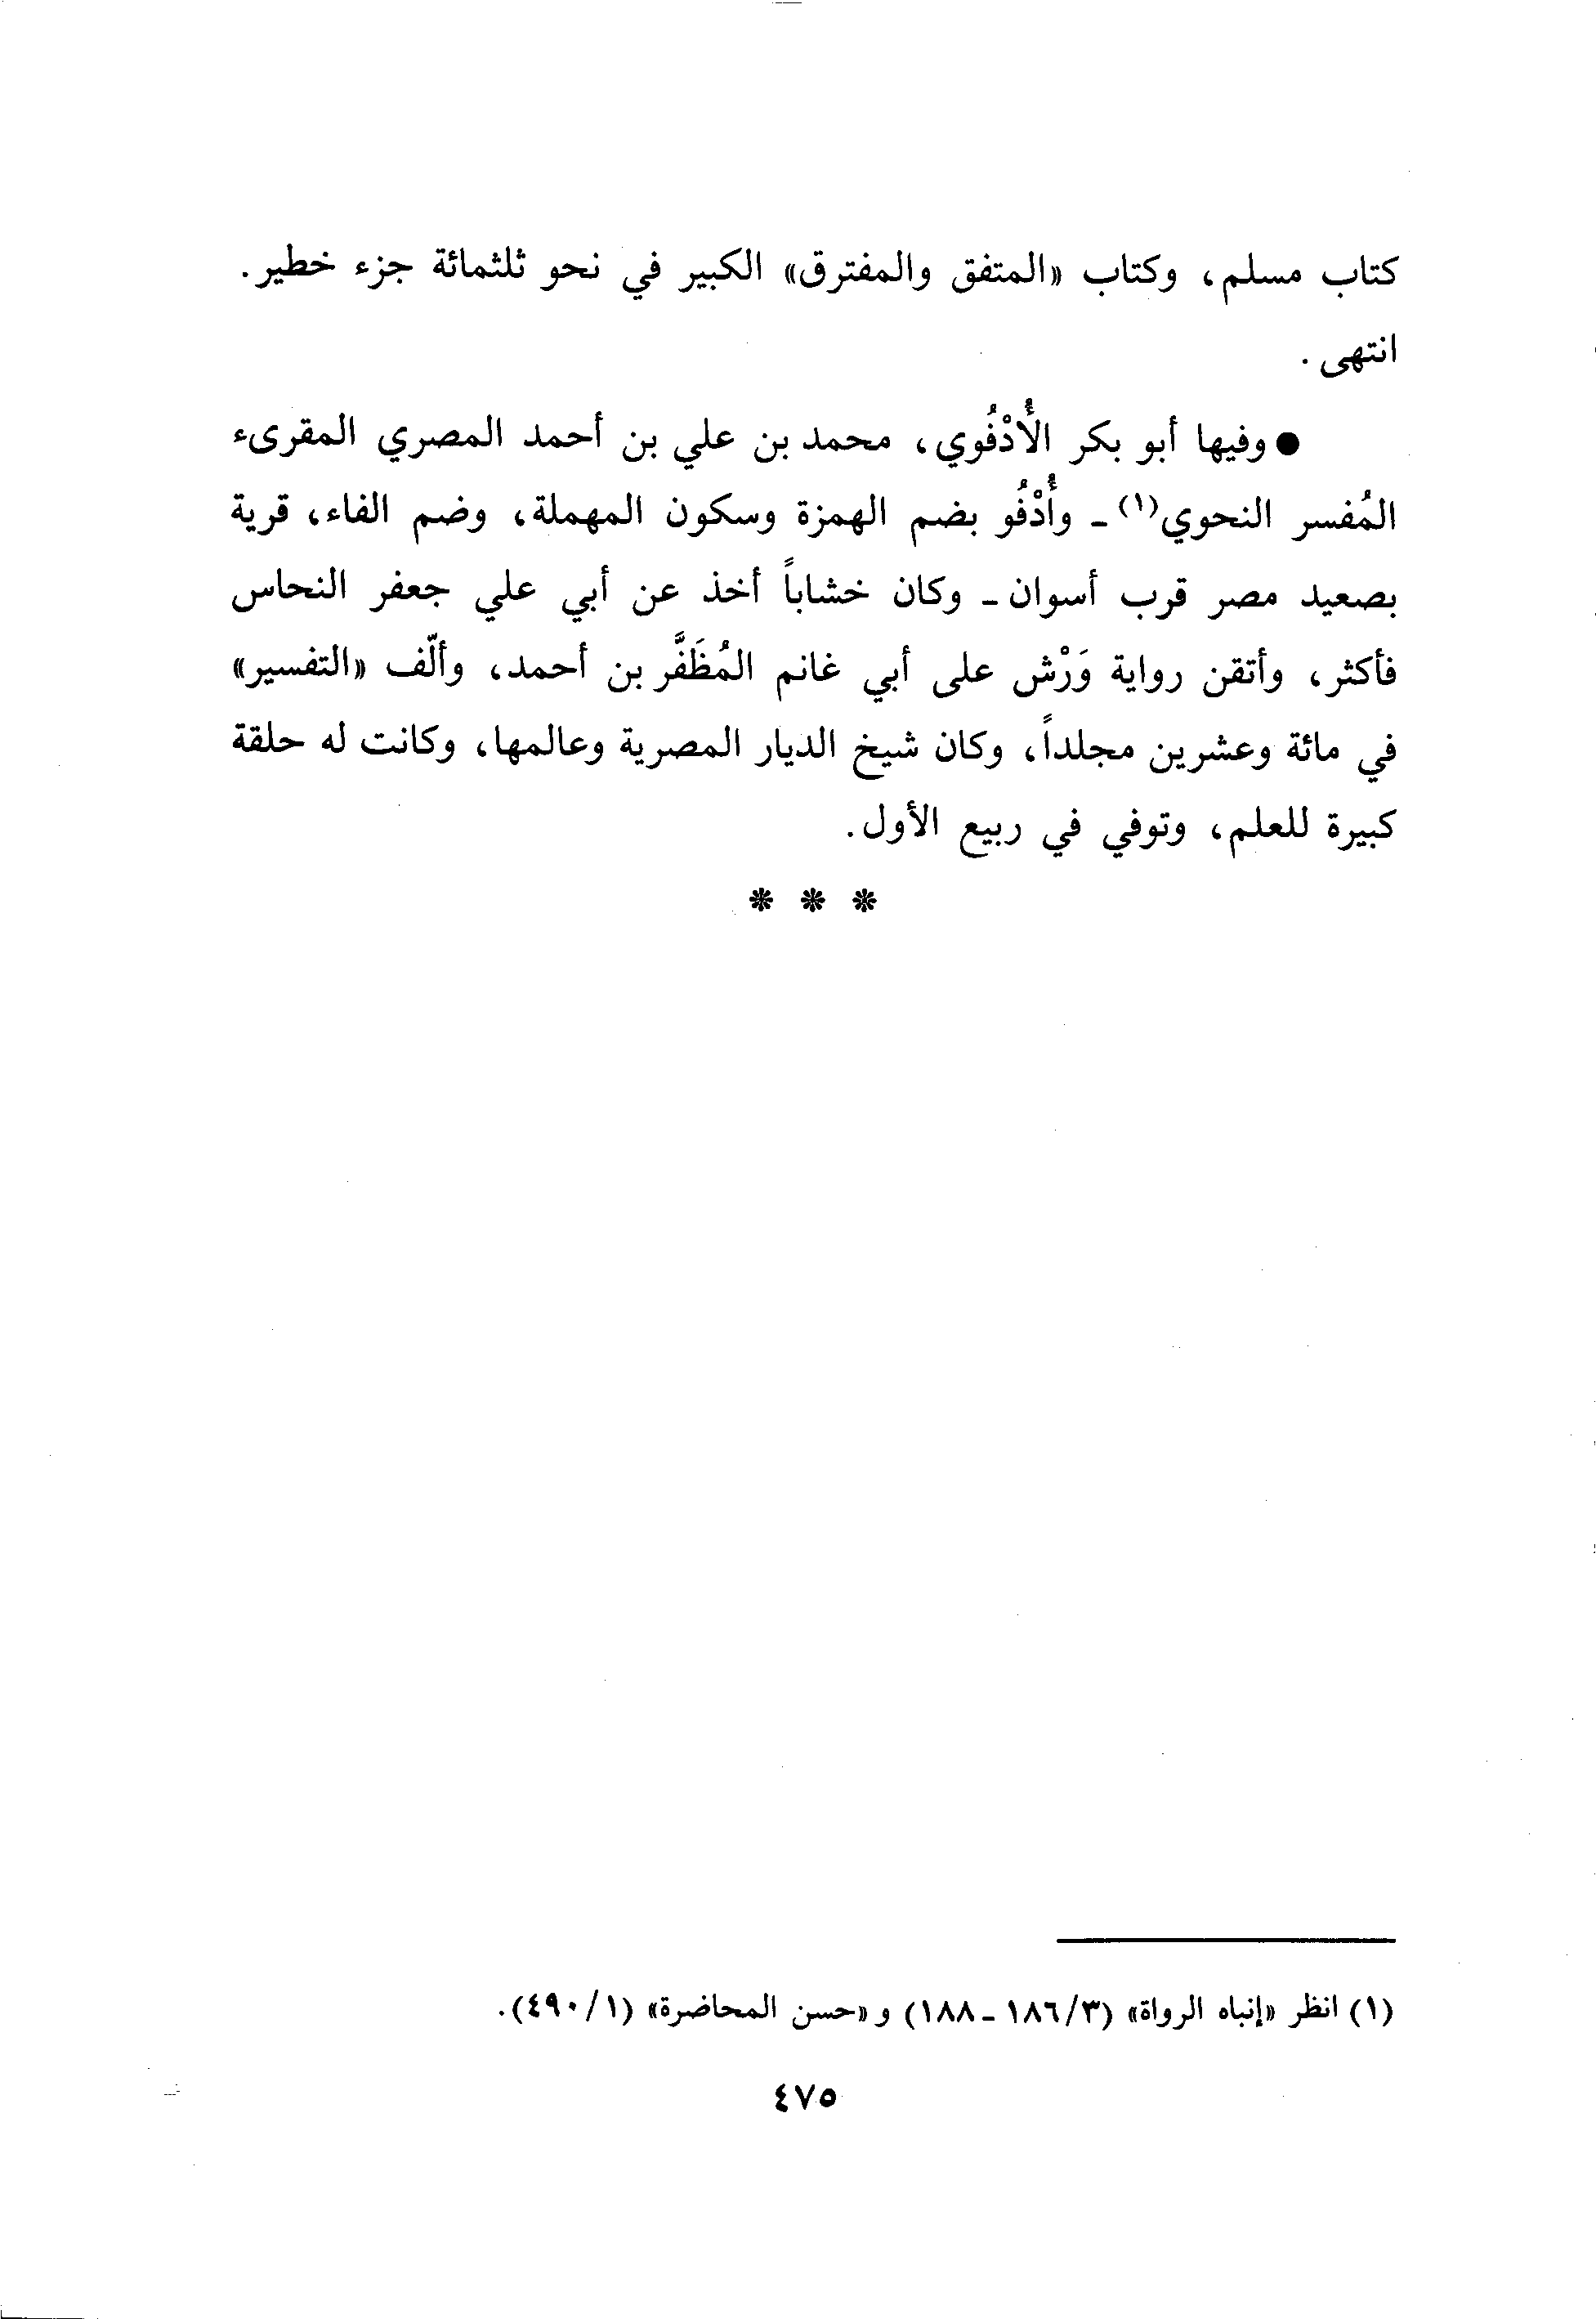 كتاب مسلم، وكتاب «المتفق والمفترق» الكبير في نحو ثلثمائة جزء خطير.
انتهى.
● وفيها أبو بكر الأُدْفُوي، محمد بن علي بن أحمد المصري المقرىء
المُفسر النحوي(١) ـ وأُدْفُو بضم الهمزة وسكون المهملة، وضم الفاء، قرية
بصعيد مصر قرب أسوان ـ وكان خشاباً أخذ عن أبي علي جعفر النحاس
فأكثر، وأتقن رواية وَرْش على أبي غانم المُظَفَّر بن أحمد، وألّف «التفسير»
في مائة وعشرين مجلداً، وكان شيخ الديار المصرية وعالمها، وكانت له حلقة
كبيرة للعلم، وتوفي في ربيع الأول.
* * *
(١) انظر «إنباه الرواة» (٣/١٨٦ ـ ١٨٨) و «حسن المحاضرة» (١/٤٩٠).
٤٧٥